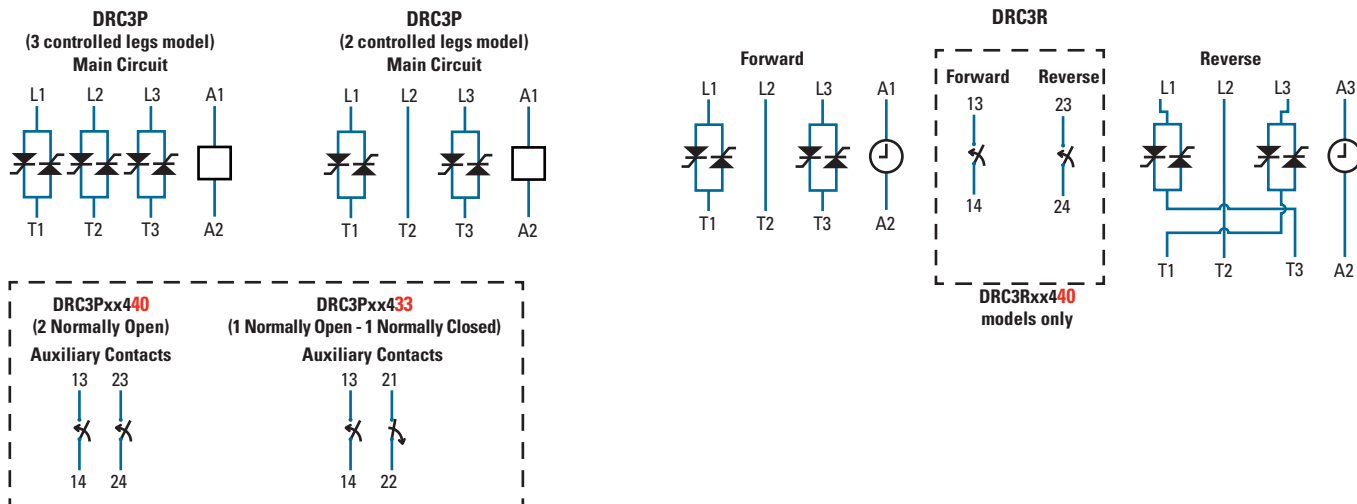 DRC3P
(3 controlled legs model)
Main Circuit
L1 L2 L3 A1
T1 T2 T3 A2
DRC3P
(2 controlled legs model)
Main Circuit
L1 L2 L3 A1
T1 T2 T3 A2
DRC3Pxx440
(2 Normally Open)
Auxiliary Contacts
13 23
14 24
DRC3Pxx433
(1 Normally Open - 1 Normally Closed)
Auxiliary Contacts
13 21
14 22
DRC3R
Forward
L1 L2 L3 A1
T1 T2 T3 A2
Forward Reverse
13 23
14 24
DRC3Rxx440
models only
Reverse
L1 L2 L3 A3
T1 T2 T3 A2